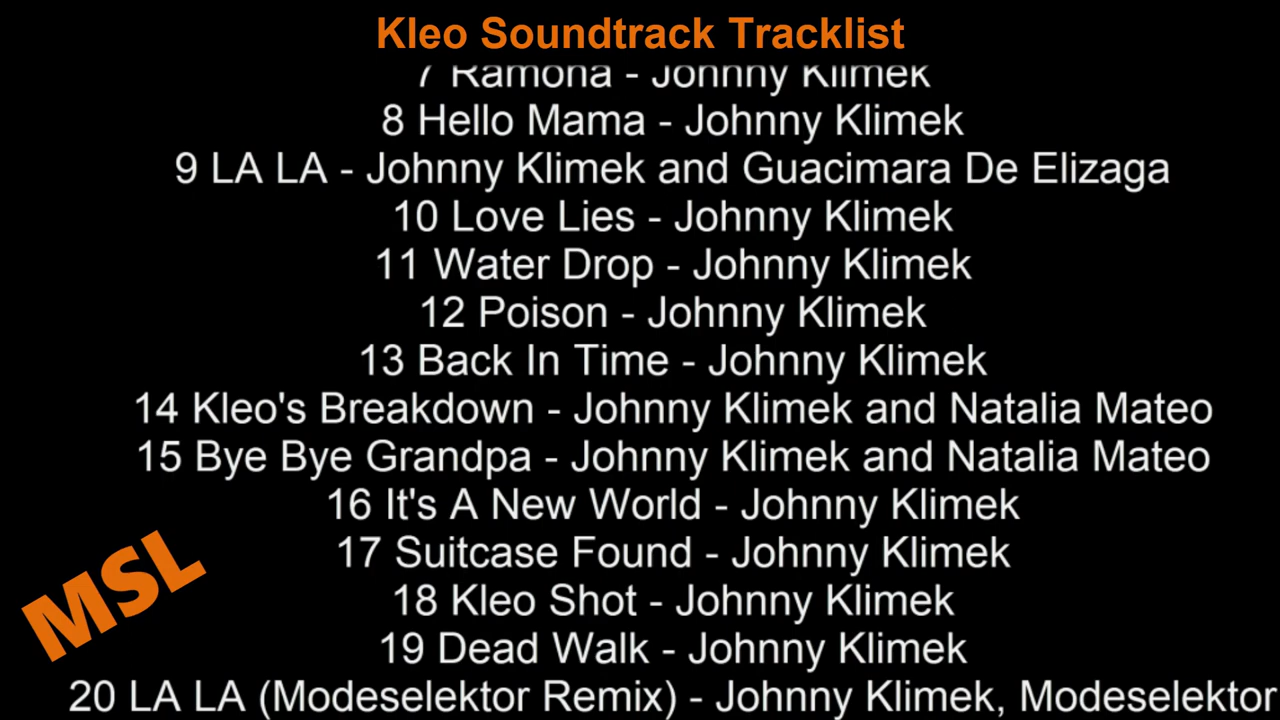 Kleo Soundtrack Tracklist
7 Ramona - Johnny Klimek
8 Hello Mama - Johnny Klimek
9 LA LA - Johnny Klimek and Guacimara De Elizaga
10 Love Lies - Johnny Klimek
11 Water Drop - Johnny Klimek
12 Poison - Johnny Klimek
13 Back In Time - Johnny Klimek
14 Kleo's Breakdown - Johnny Klimek and Natalia Mateo
15 Bye Bye Grandpa - Johnny Klimek and Natalia Mateo
16 It's A New World - Johnny Klimek
17 Suitcase Found - Johnny Klimek
18 Kleo Shot - Johnny Klimek
19 Dead Walk - Johnny Klimek
20 LA LA (Modeselektor Remix) - Johnny Klimek, Modeselektor
MSL